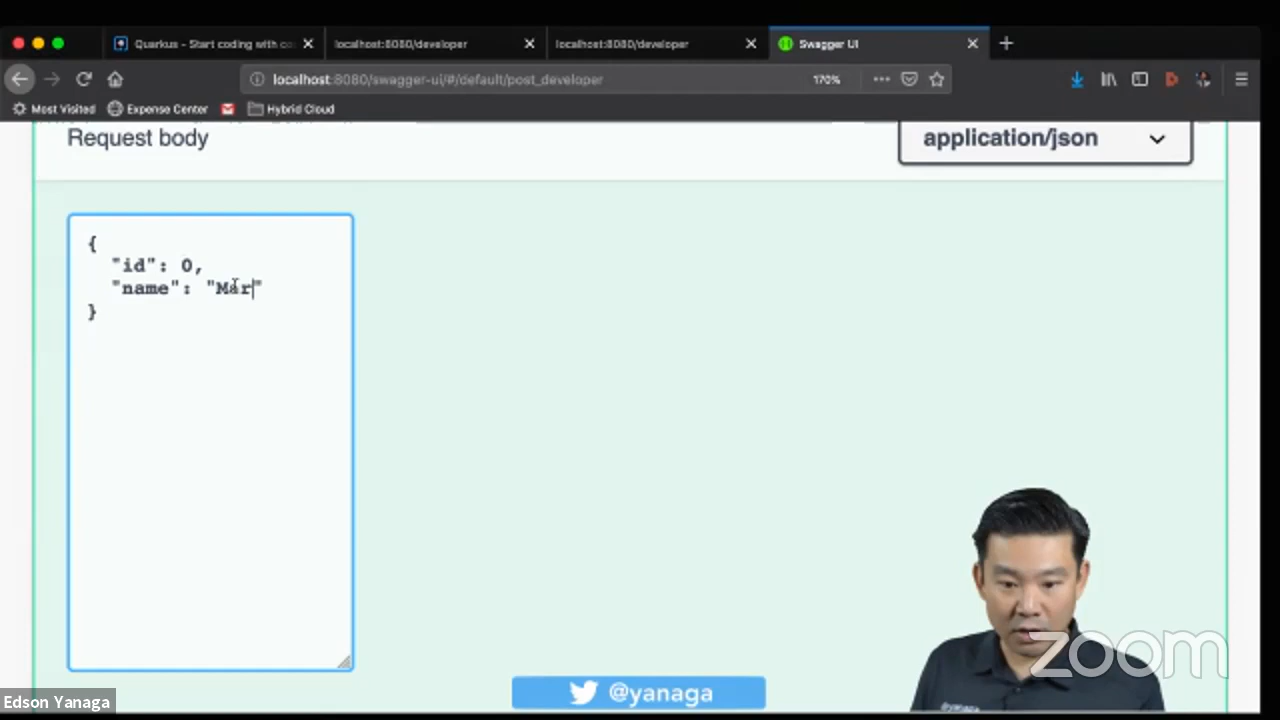 Quarkus - Start coding with co
localhost:8080/developer
localhost:8080/developer
Swagger UI
localhost:8080/swagger-ui/#/default/post_developer
170%
Most Visited
Expense Center
Hybrid Cloud
Request body
application/json
{
"id": 0,
"name": "Mar"
}
zoom
@yanaga
Edson Yanaga